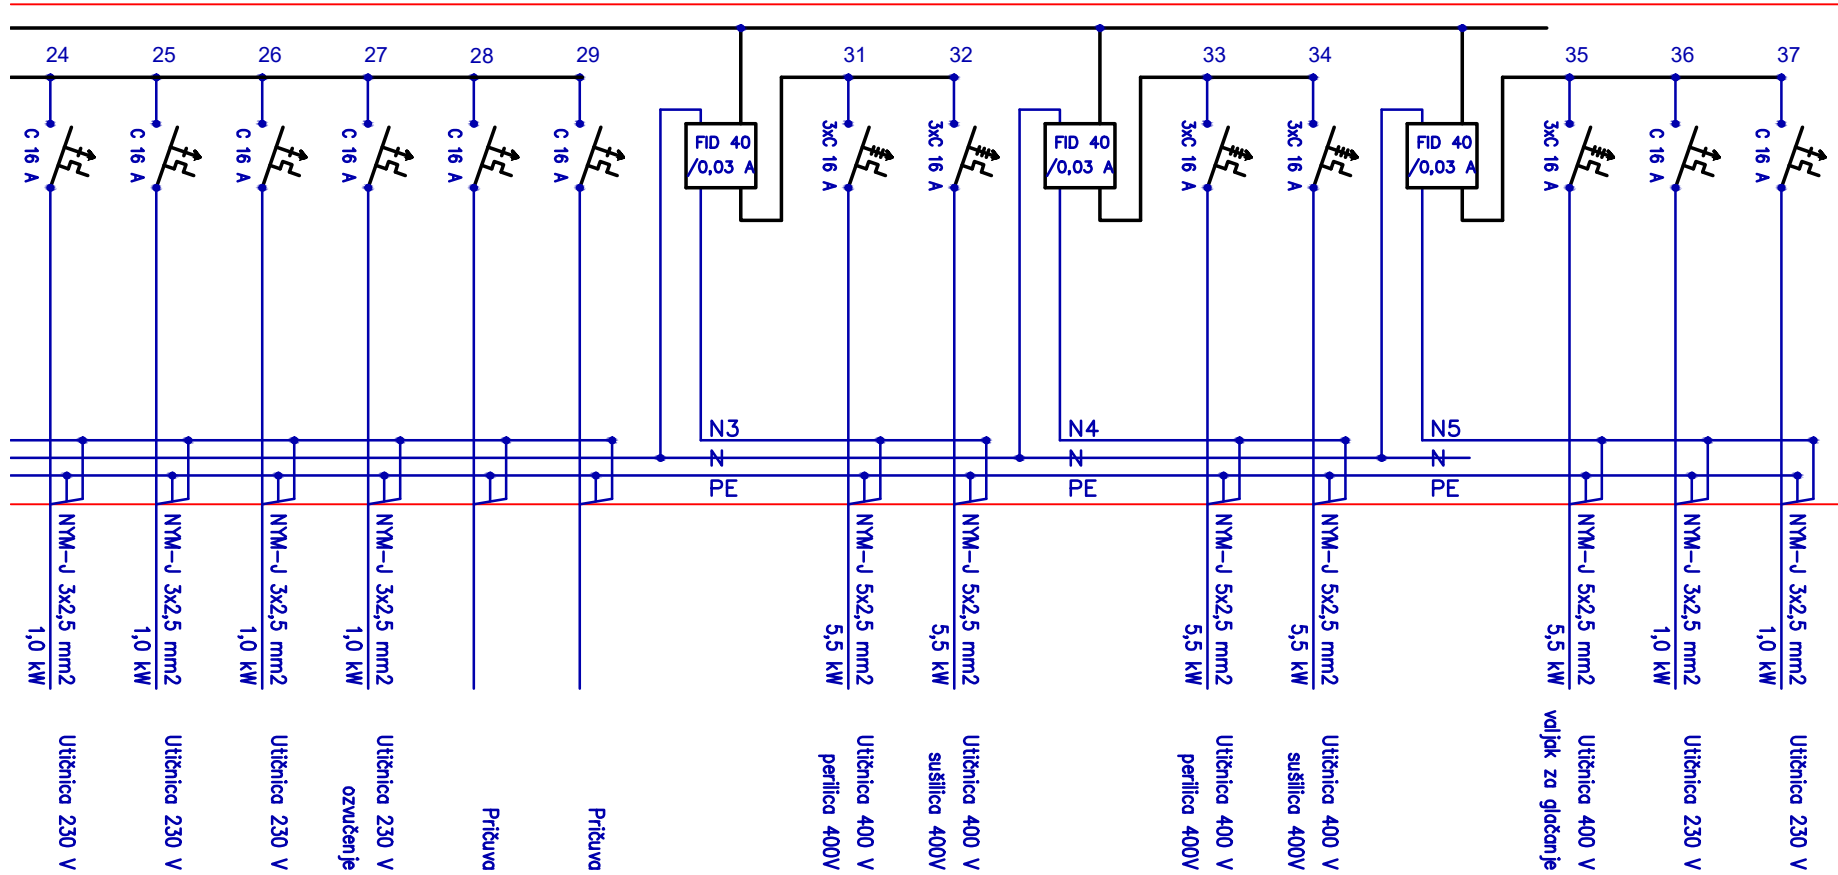 24 25 26 27 28 29 31 32 33 34 35 36 37
C 16 A
C 16 A
C 16 A
C 16 A
C 16 A
C 16 A
FID 40
/0,03 A
3xC 16 A
3xC 16 A
FID 40
/0,03 A
3xC 16 A
3xC 16 A
FID 40
/0,03 A
3xC 16 A
C 16 A
C 16 A
N3
N
PE
N4
N
PE
N5
N
PE
NYM-J 3x2,5 mm2
1,0 kW
NYM-J 3x2,5 mm2
1,0 kW
NYM-J 3x2,5 mm2
1,0 kW
NYM-J 3x2,5 mm2
1,0 kW
NYM-J 5x2,5 mm2
5,5 kW
NYM-J 5x2,5 mm2
5,5 kW
NYM-J 5x2,5 mm2
5,5 kW
NYM-J 5x2,5 mm2
5,5 kW
NYM-J 5x2,5 mm2
5,5 kW
NYM-J 3x2,5 mm2
1,0 kW
NYM-J 3x2,5 mm2
1,0 kW
Utičnica 230 V
Utičnica 230 V
Utičnica 230 V
Utičnica 230 V
ozvučenje
Pričuva
Pričuva
Utičnica 400 V
perilica 400V
Utičnica 400 V
sušilica 400V
Utičnica 400 V
perilica 400V
Utičnica 400 V
sušilica 400V
Utičnica 400 V
valjak za glačanje
Utičnica 230 V
Utičnica 230 V